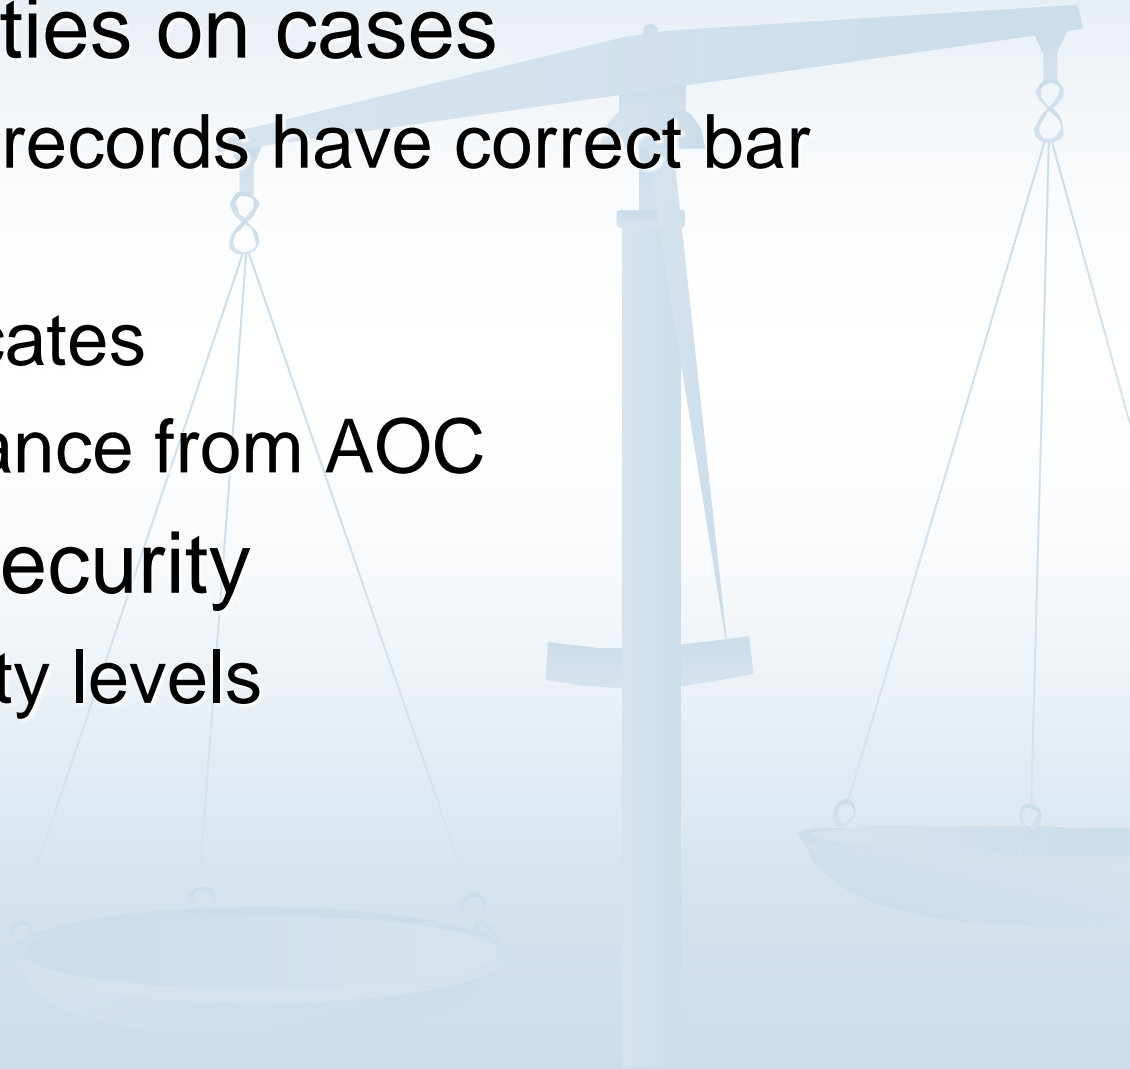 ties on cases
records have correct bar
cates
ance from AOC
ecurity
ty levels